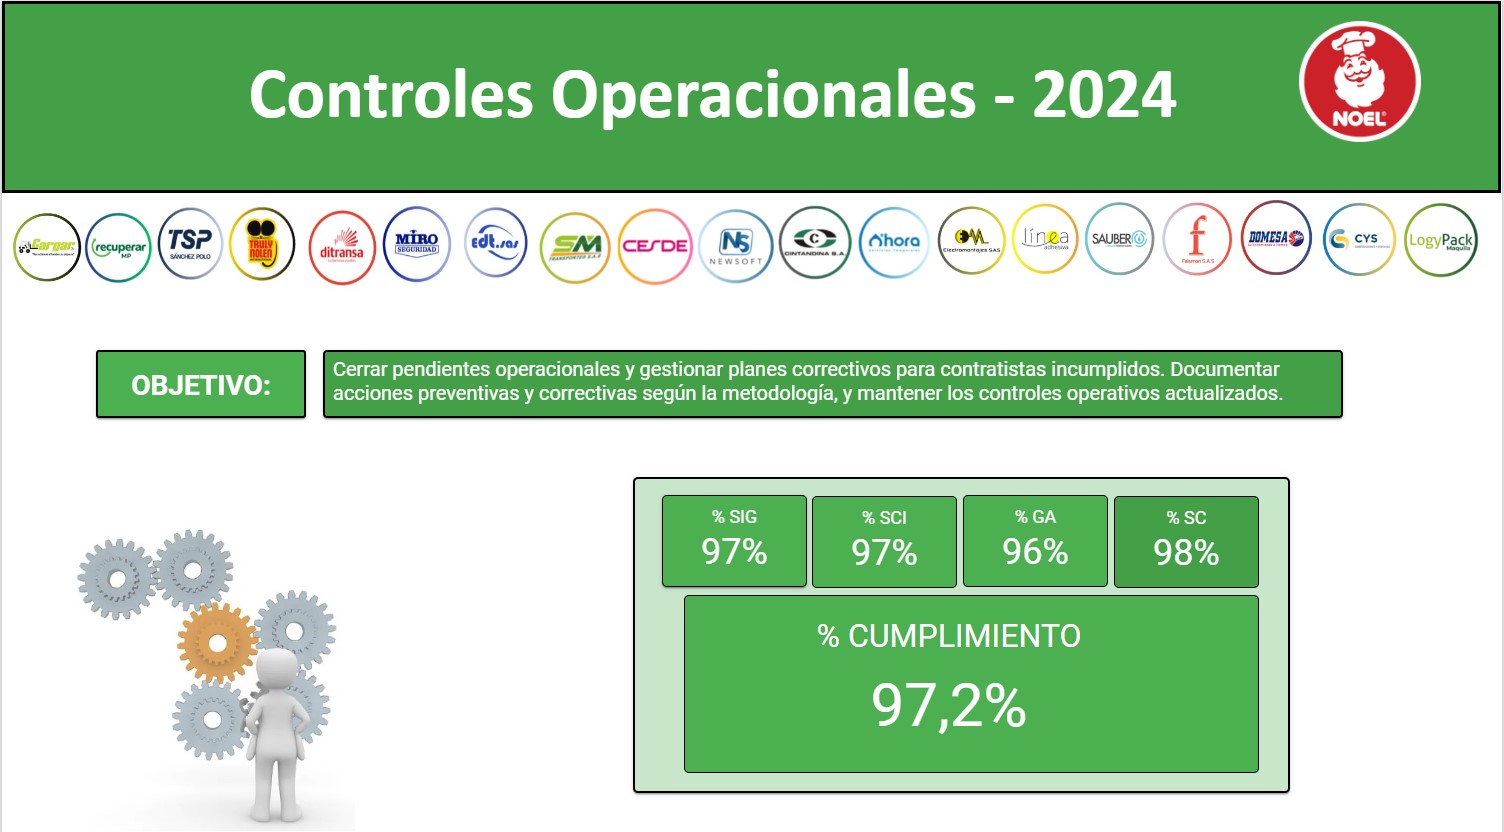 Controles Operacionales - 2024
NOEL
Cargar
recuperar
MP
TSP
SÁNCHEZ POLO
TRULY
NOLEN
ditransa
MIRO
SEGURIDAD
Edt.sas
SM
TRANSPORTES S.A.S
CESDE
NS
NEWSOFT
C
CINTANDINA S.A.
A'hora
EM
Electromontajes SAS
línea
adhesiva
SAUBER
f
Faisman S.A.S
DOMESA
CYS
LogyPack
Maquila
OBJETIVO:
Cerrar pendientes operacionales y gestionar planes correctivos para contratistas incumplidos. Documentar
acciones preventivas y correctivas según la metodología, y mantener los controles operativos actualizados.
% SIG
97%
% SCI
97%
% GA
96%
% SC
98%
% CUMPLIMIENTO
97,2%